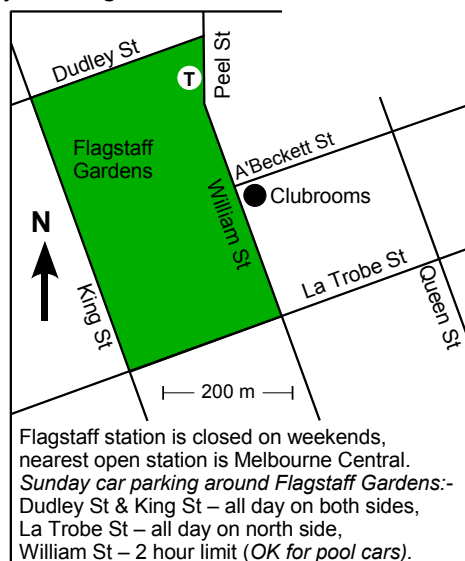 Dudley St
Peel St
T
Flagstaff
Gardens
A'Beckett St
Clubrooms
William St
N
La Trobe St
King St
Queen St
200 m
Flagstaff station is closed on weekends,
nearest open station is Melbourne Central.
Sunday car parking around Flagstaff Gardens:-
Dudley St & King St – all day on both sides,
La Trobe St – all day on north side,
William St – 2 hour limit (OK for pool cars).